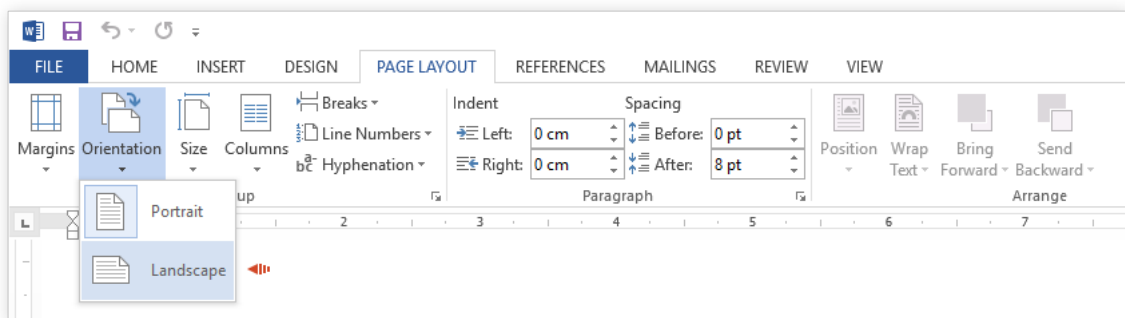 FILE HOME INSERT DESIGN PAGE LAYOUT REFERENCES MAILINGS REVIEW VIEW
Breaks Indent Spacing
Line Numbers Left: 0 cm Before: 0 pt
Margins Orientation Size Columns Position Wrap Text Bring Forward Send Backward
Hyphenation Right: 0 cm After: 8 pt
up Paragraph Arrange
Portrait
L 2 3 4 5 6 7
Landscape